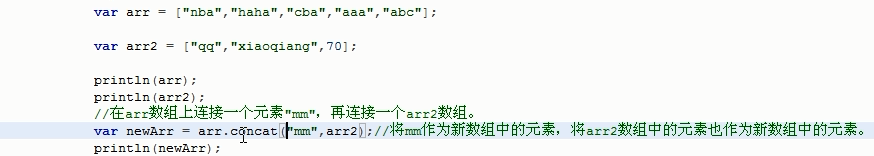 var arr = ["nba","haha","cba","aaa","abc"];
var arr2 = ["qq","xiaoqiang",70];
println(arr);
println(arr2);
//在arr数组上连接一个元素"mm"，再连接一个arr2数组。
var newArr = arr.concat("mm",arr2);//将mm作为新数组中的元素，将arr2数组中的元素也作为新数组中的元素。
println(newArr);